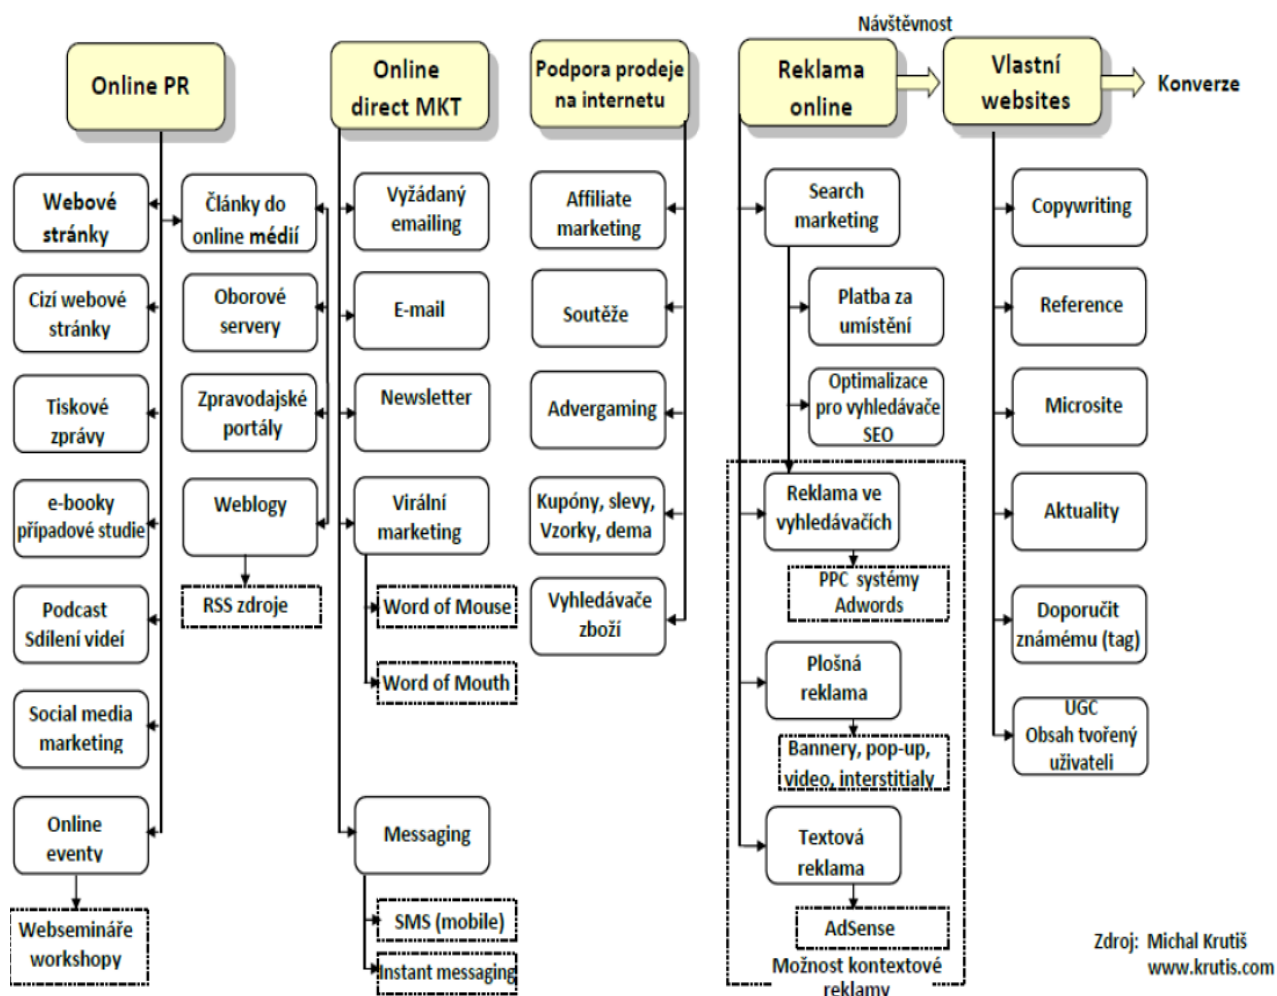 Návštěvnost
Online PR
Online
direct MKT
Podpora prodeje
na internetu
Reklama
online
Vlastní
websites
Konverze
Webové
stránky
Cizí webové
stránky
Tiskové
zprávy
e-booky
případové studie
Podcast
Sdílení videí
Social media
marketing
Online
eventy
Websemináře
workshopy
Články do
online médií
Oborové
servery
Zpravodajské
portály
Weblogy
RSS zdroje
Vyžádaný
emailing
E-mail
Newsletter
Virální
marketing
Word of Mouse
Word of Mouth
Messaging
SMS (mobile)
Instant messaging
Affiliate
marketing
Soutěže
Advergaming
Kupóny, slevy,
Vzorky, dema
Vyhledávače
zboží
Search
marketing
Platba za
umístění
Optimalizace
pro vyhledávače
SEO
Reklama ve
vyhledávačích
PPC systémy
Adwords
Plošná
reklama
Bannery, pop-up,
video, interstitialy
Textová
reklama
AdSense
Možnost kontextové
reklamy
Copywriting
Reference
Microsite
Aktuality
Doporučit
známému (tag)
UGC
Obsah tvořený
uživateli
Zdroj: Michal Krutiš
www.krutis.com